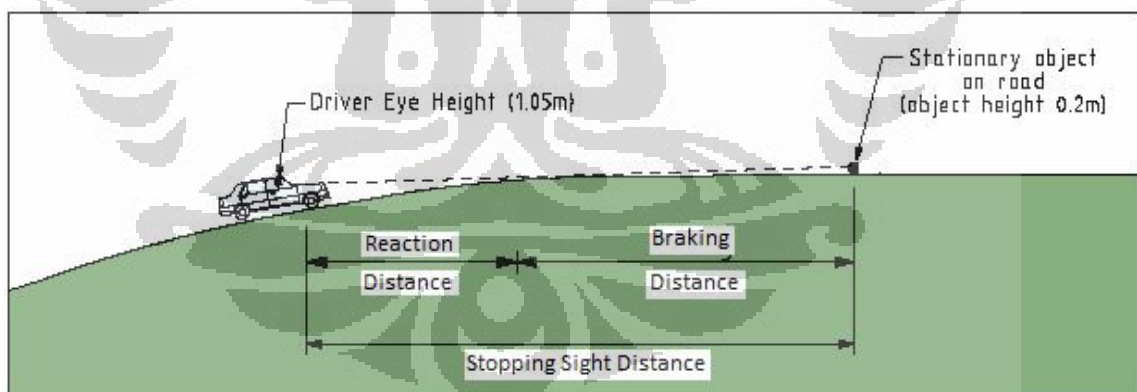 Driver Eye Height (1.05m)
Stationary object
on road
(object height 0.2m)
Reaction
Distance
Braking
Distance
Stopping Sight Distance